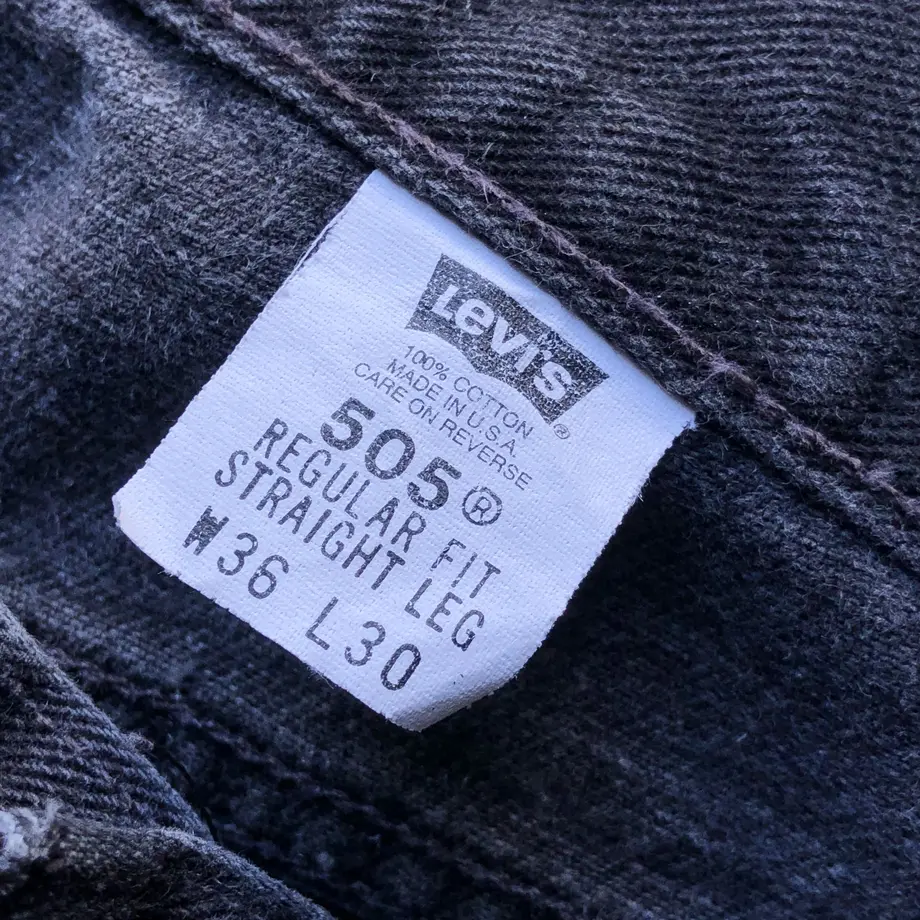 Levi's®
100% COTTON
MADE IN U.S.A.
CARE ON REVERSE
505®
REGULAR FIT
STRAIGHT LEG
W36 L30